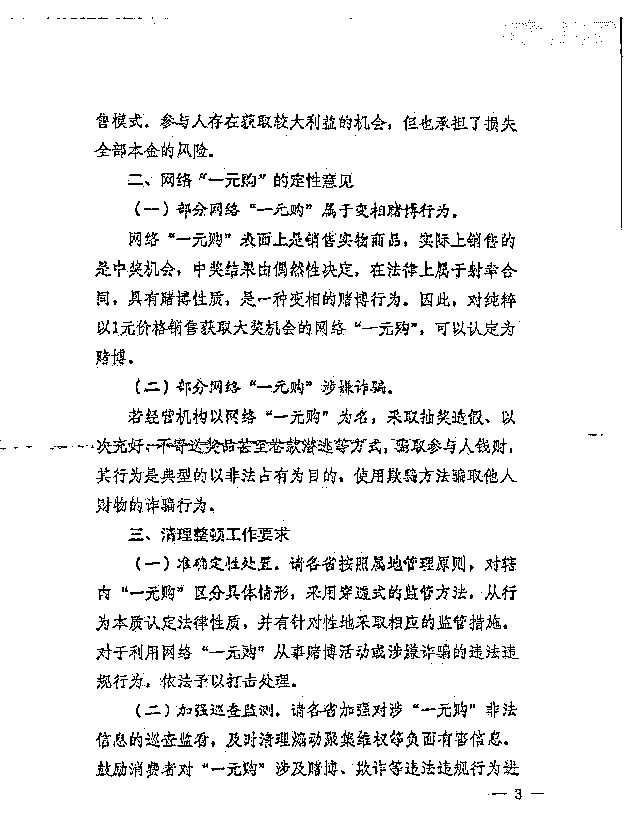 售模式。参与人存在获取较大利益的机会，但也承担了损失
全部本金的风险。
二、网络“一元购”的定性意见
（一）部分网络“一元购”属于变相赌博行为。
网络“一元购”表面上是销售实物商品，实际上销售的
是中奖机会，中奖结果由偶然性决定，在法律上属于射幸合
同，具有赌博性质，是一种变相的赌博行为。因此，对纯粹
以1元价格销售获取大奖机会的网络“一元购”，可以认定为
赌博。
（二）部分网络“一元购”涉嫌诈骗。
若经营机构以网络“一元购”为名，采取抽奖造假、以
次充好、不寄送奖品甚至卷款潜逃等方式，骗取参与人钱财，
其行为是典型的以非法占有为目的，使用欺骗方法骗取他人
财物的诈骗行为。
三、清理整顿工作要求
（一）准确定性处置。请各省按照属地管理原则，对辖
内“一元购”区分具体情形，采用穿透式的监管方法，从行
为本质认定法律性质，并有针对性地采取相应的监管措施。
对于利用网络“一元购”从事赌博活动或涉嫌诈骗的违法违
规行为，依法予以打击处理。
（二）加强巡查监测。请各省加强对涉“一元购”非法
信息的巡查监看，及时清理煽动聚集维权等负面有害信息。
鼓励消费者对“一元购”涉及赌博、欺诈等违法违规行为进
— 3 —